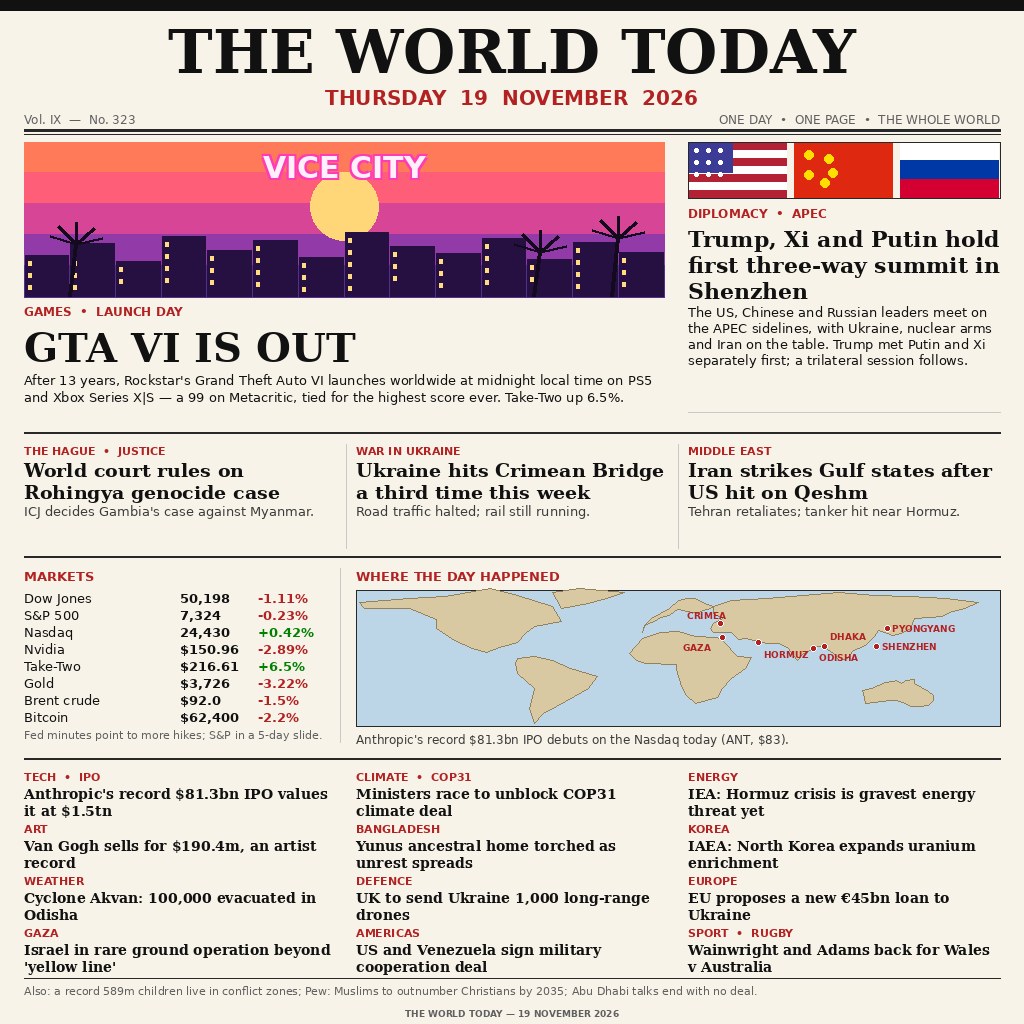 THE WORLD TODAY
THURSDAY 19 NOVEMBER 2026
Vol. IX — No. 323
ONE DAY • ONE PAGE • THE WHOLE WORLD
VICE CITY
GAMES • LAUNCH DAY
GTA VI IS OUT
After 13 years, Rockstar's Grand Theft Auto VI launches worldwide at midnight local time on PS5
and Xbox Series X|S — a 99 on Metacritic, tied for the highest score ever. Take-Two up 6.5%.
DIPLOMACY • APEC
Trump, Xi and Putin hold
first three-way summit in
Shenzhen
The US, Chinese and Russian leaders meet on
the APEC sidelines, with Ukraine, nuclear arms
and Iran on the table. Trump met Putin and Xi
separately first; a trilateral session follows.
THE HAGUE • JUSTICE
World court rules on
Rohingya genocide case
ICJ decides Gambia's case against Myanmar.
WAR IN UKRAINE
Ukraine hits Crimean Bridge
a third time this week
Road traffic halted; rail still running.
MIDDLE EAST
Iran strikes Gulf states after
US hit on Qeshm
Tehran retaliates; tanker hit near Hormuz.
MARKETS
Dow Jones 50,198 -1.11%
S&P 500 7,324 -0.23%
Nasdaq 24,430 +0.42%
Nvidia $150.96 -2.89%
Take-Two $216.61 +6.5%
Gold $3,726 -3.22%
Brent crude $92.0 -1.5%
Bitcoin $62,400 -2.2%
Fed minutes point to more hikes; S&P in a 5-day slide.
WHERE THE DAY HAPPENED
CRIMEA
PYONGYANG
DHAKA
GAZA
SHENZHEN
HORMUZ
ODISHA
Anthropic's record $81.3bn IPO debuts on the Nasdaq today (ANT, $83).
TECH • IPO
Anthropic's record $81.3bn IPO values
it at $1.5tn
ART
Van Gogh sells for $190.4m, an artist
record
WEATHER
Cyclone Akvan: 100,000 evacuated in
Odisha
GAZA
Israel in rare ground operation beyond
'yellow line'
CLIMATE • COP31
Ministers race to unblock COP31
climate deal
BANGLADESH
Yunus ancestral home torched as
unrest spreads
DEFENCE
UK to send Ukraine 1,000 long-range
drones
AMERICAS
US and Venezuela sign military
cooperation deal
ENERGY
IEA: Hormuz crisis is gravest energy
threat yet
KOREA
IAEA: North Korea expands uranium
enrichment
EUROPE
EU proposes a new €45bn loan to
Ukraine
SPORT • RUGBY
Wainwright and Adams back for Wales
v Australia
Also: a record 589m children live in conflict zones; Pew: Muslims to outnumber Christians by 2035; Abu Dhabi talks end with no deal.
THE WORLD TODAY — 19 NOVEMBER 2026